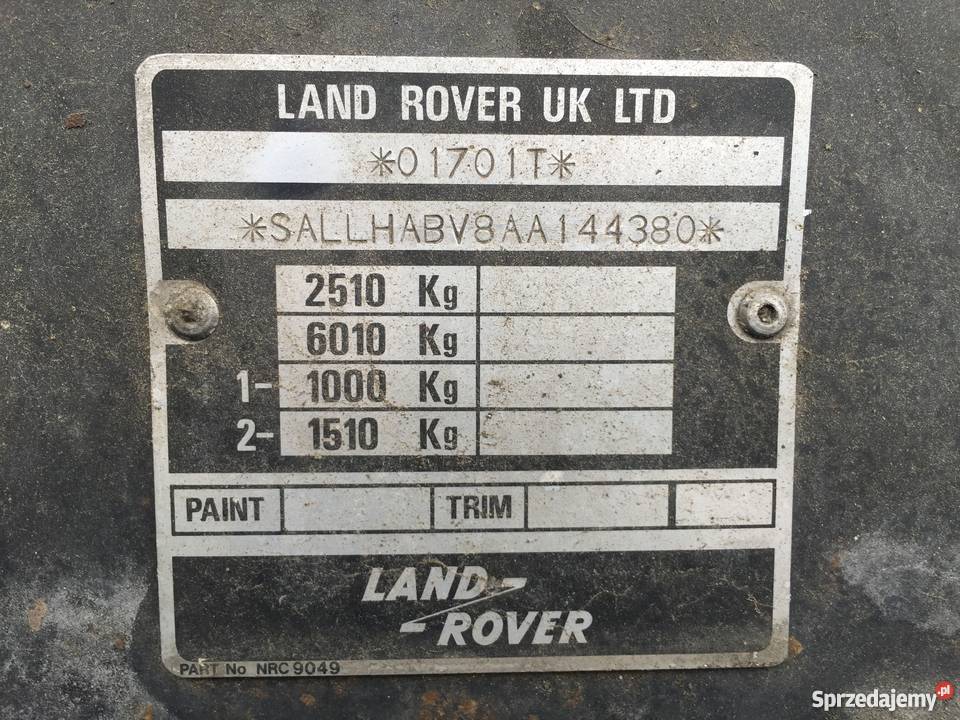 LAND ROVER UK LTD
*01701T*
*SALLHABV8AA144380*
2510 Kg
6010 Kg
1- 1000 Kg
2- 1510 Kg
PAINT TRIM
LAND-
-ROVER
PART No NRC 9049
Sprzedajemy.pl